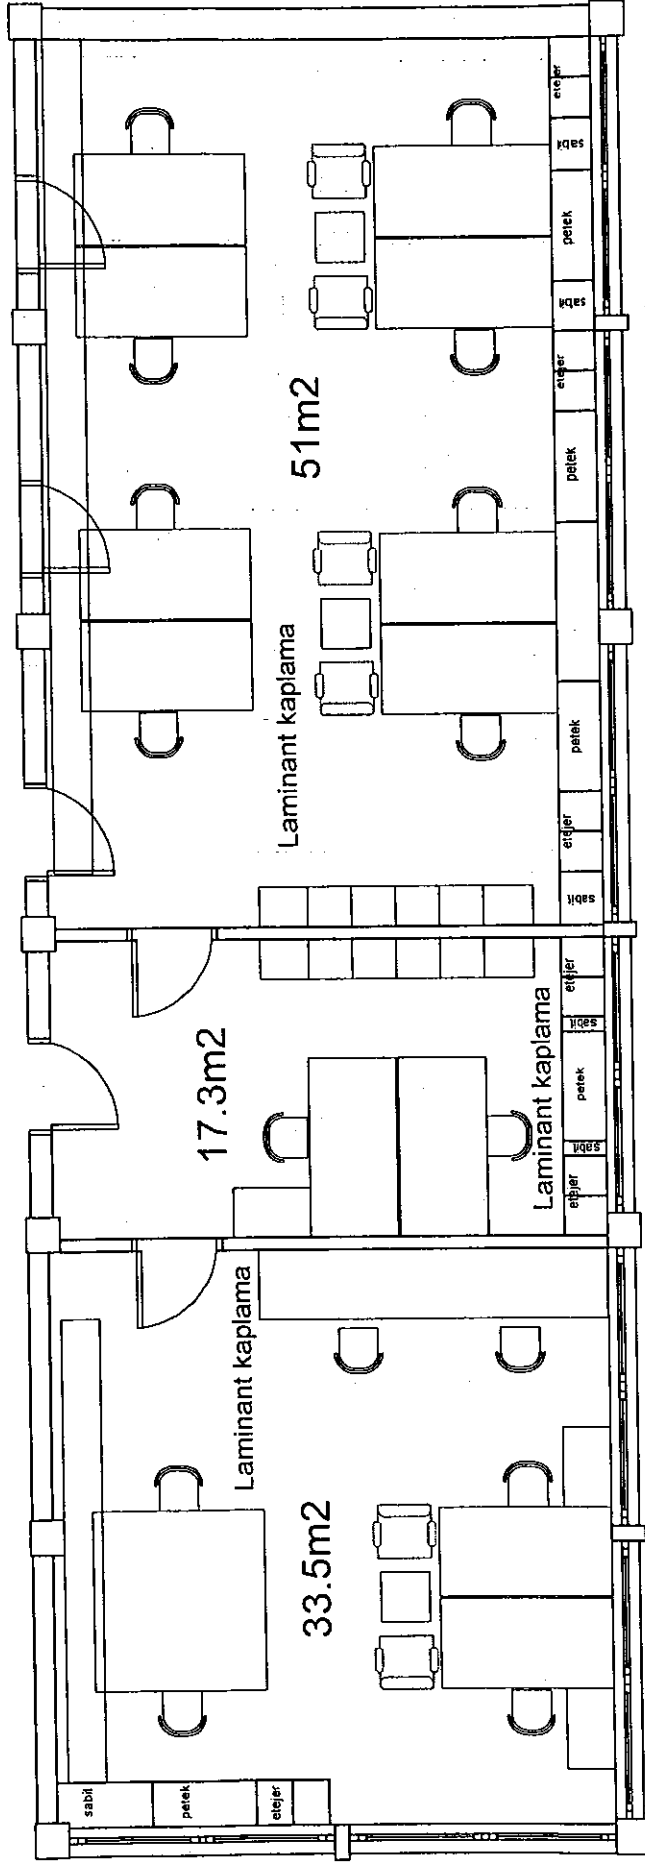 sabit
petek
etejer
33.5m2
Laminant kaplama
17.3m2
Laminant kaplama
Laminant kaplama
51m2
etejer
sabit
petek
sabit
etejer
sabit
etejer
petek
petek
etejer
sabit
petek
sabit
etejer